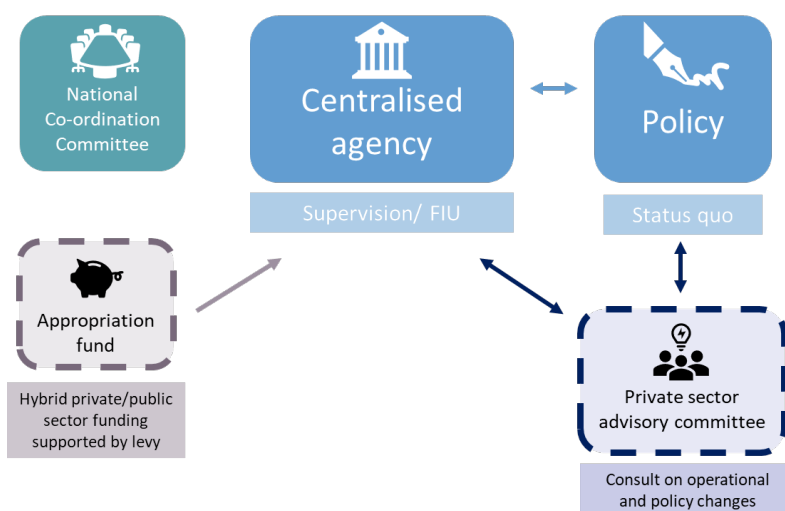 National
Co-ordination
Committee
Centralised
agency
Policy
Supervision/ FIU
Status quo
Appropriation
fund
Hybrid private/public
sector funding
supported by levy
Private sector
advisory committee
Consult on operational
and policy changes